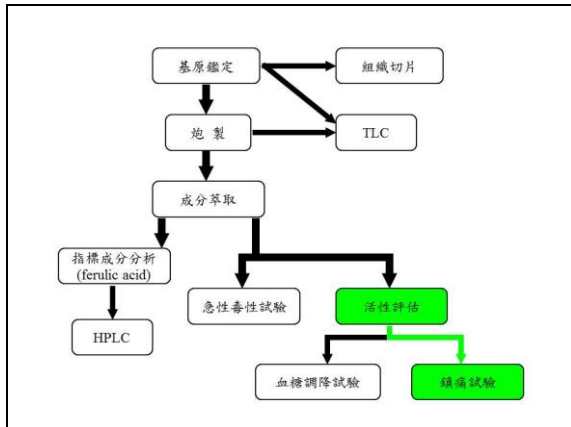 基原鑑定
組織切片
炮 製
TLC
成分萃取
指標成分分析
(ferulic acid)
急性毒性試驗
活性評估
HPLC
血糖調降試驗
鎮痛試驗